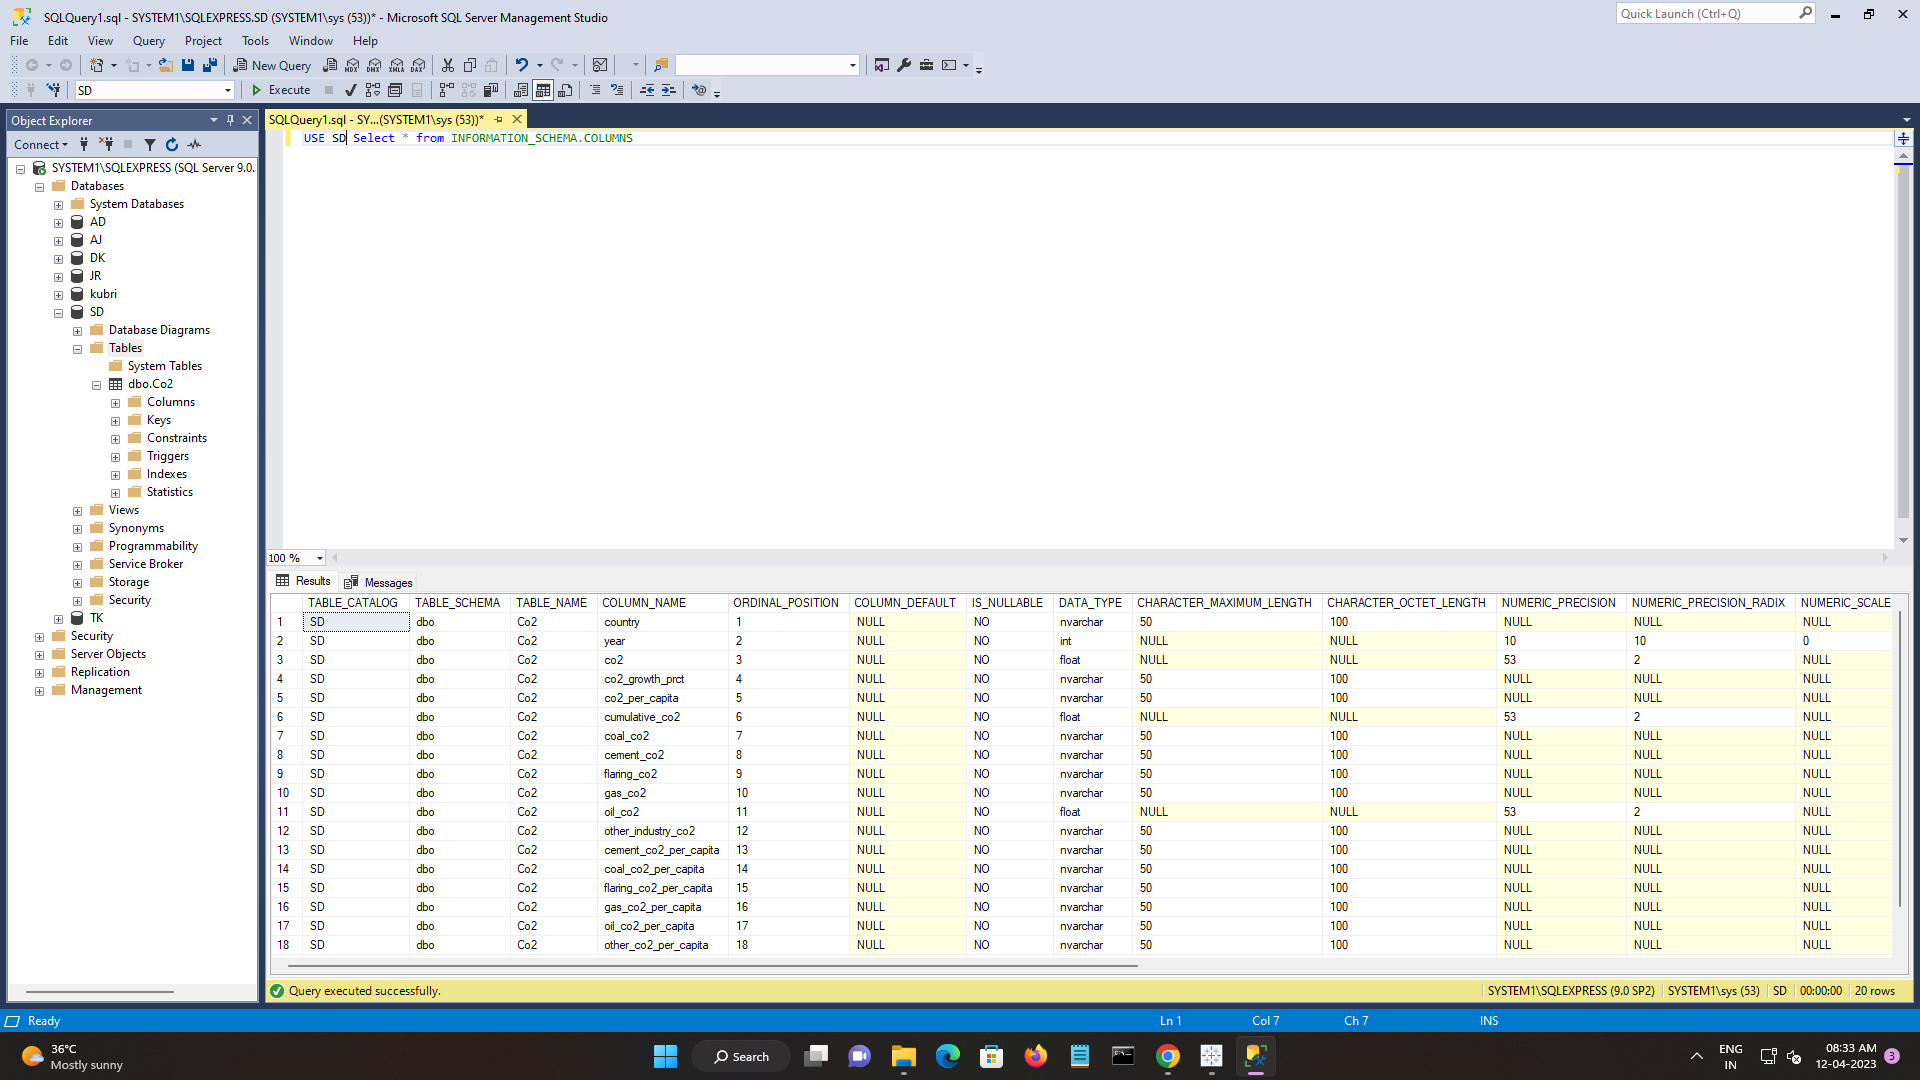 SQLQuery1.sql - SYSTEM1\SQLEXPRESS.SD (SYSTEM1\sys (53))* - Microsoft SQL Server Management Studio
Quick Launch (Ctrl+Q)
File Edit View Query Project Tools Window Help
New Query
MDX DMX XMLA DAX
SD
Execute
Object Explorer
Connect
SYSTEM1\SQLEXPRESS (SQL Server 9.0.
Databases
System Databases
AD
AJ
DK
JR
kubri
SD
Database Diagrams
Tables
System Tables
dbo.Co2
Columns
Keys
Constraints
Triggers
Indexes
Statistics
Views
Synonyms
Programmability
Service Broker
Storage
Security
TK
Security
Server Objects
Replication
Management
SQLQuery1.sql - SY...(SYSTEM1\sys (53))*
USE SD Select * from INFORMATION_SCHEMA.COLUMNS
100 %
Results Messages
TABLE_CATALOG TABLE_SCHEMA TABLE_NAME COLUMN_NAME ORDINAL_POSITION COLUMN_DEFAULT IS_NULLABLE DATA_TYPE CHARACTER_MAXIMUM_LENGTH CHARACTER_OCTET_LENGTH NUMERIC_PRECISION NUMERIC_PRECISION_RADIX NUMERIC_SCALE
1 SD dbo Co2 country 1 NULL NO nvarchar 50 100 NULL NULL NULL
2 SD dbo Co2 year 2 NULL NO int NULL NULL 10 10 0
3 SD dbo Co2 co2 3 NULL NO float NULL NULL 53 2 NULL
4 SD dbo Co2 co2_growth_prct 4 NULL NO nvarchar 50 100 NULL NULL NULL
5 SD dbo Co2 co2_per_capita 5 NULL NO nvarchar 50 100 NULL NULL NULL
6 SD dbo Co2 cumulative_co2 6 NULL NO float NULL NULL 53 2 NULL
7 SD dbo Co2 coal_co2 7 NULL NO nvarchar 50 100 NULL NULL NULL
8 SD dbo Co2 cement_co2 8 NULL NO nvarchar 50 100 NULL NULL NULL
9 SD dbo Co2 flaring_co2 9 NULL NO nvarchar 50 100 NULL NULL NULL
10 SD dbo Co2 gas_co2 10 NULL NO nvarchar 50 100 NULL NULL NULL
11 SD dbo Co2 oil_co2 11 NULL NO float NULL NULL 53 2 NULL
12 SD dbo Co2 other_industry_co2 12 NULL NO nvarchar 50 100 NULL NULL NULL
13 SD dbo Co2 cement_co2_per_capita 13 NULL NO nvarchar 50 100 NULL NULL NULL
14 SD dbo Co2 coal_co2_per_capita 14 NULL NO nvarchar 50 100 NULL NULL NULL
15 SD dbo Co2 flaring_co2_per_capita 15 NULL NO nvarchar 50 100 NULL NULL NULL
16 SD dbo Co2 gas_co2_per_capita 16 NULL NO nvarchar 50 100 NULL NULL NULL
17 SD dbo Co2 oil_co2_per_capita 17 NULL NO nvarchar 50 100 NULL NULL NULL
18 SD dbo Co2 other_co2_per_capita 18 NULL NO nvarchar 50 100 NULL NULL NULL
Query executed successfully.
SYSTEM1\SQLEXPRESS (9.0 SP2) SYSTEM1\sys (53) SD 00:00:00 20 rows
Ready Ln 1 Col 7 Ch 7 INS
36°C
Mostly sunny
Search
ENG
IN
08:33 AM
12-04-2023
3